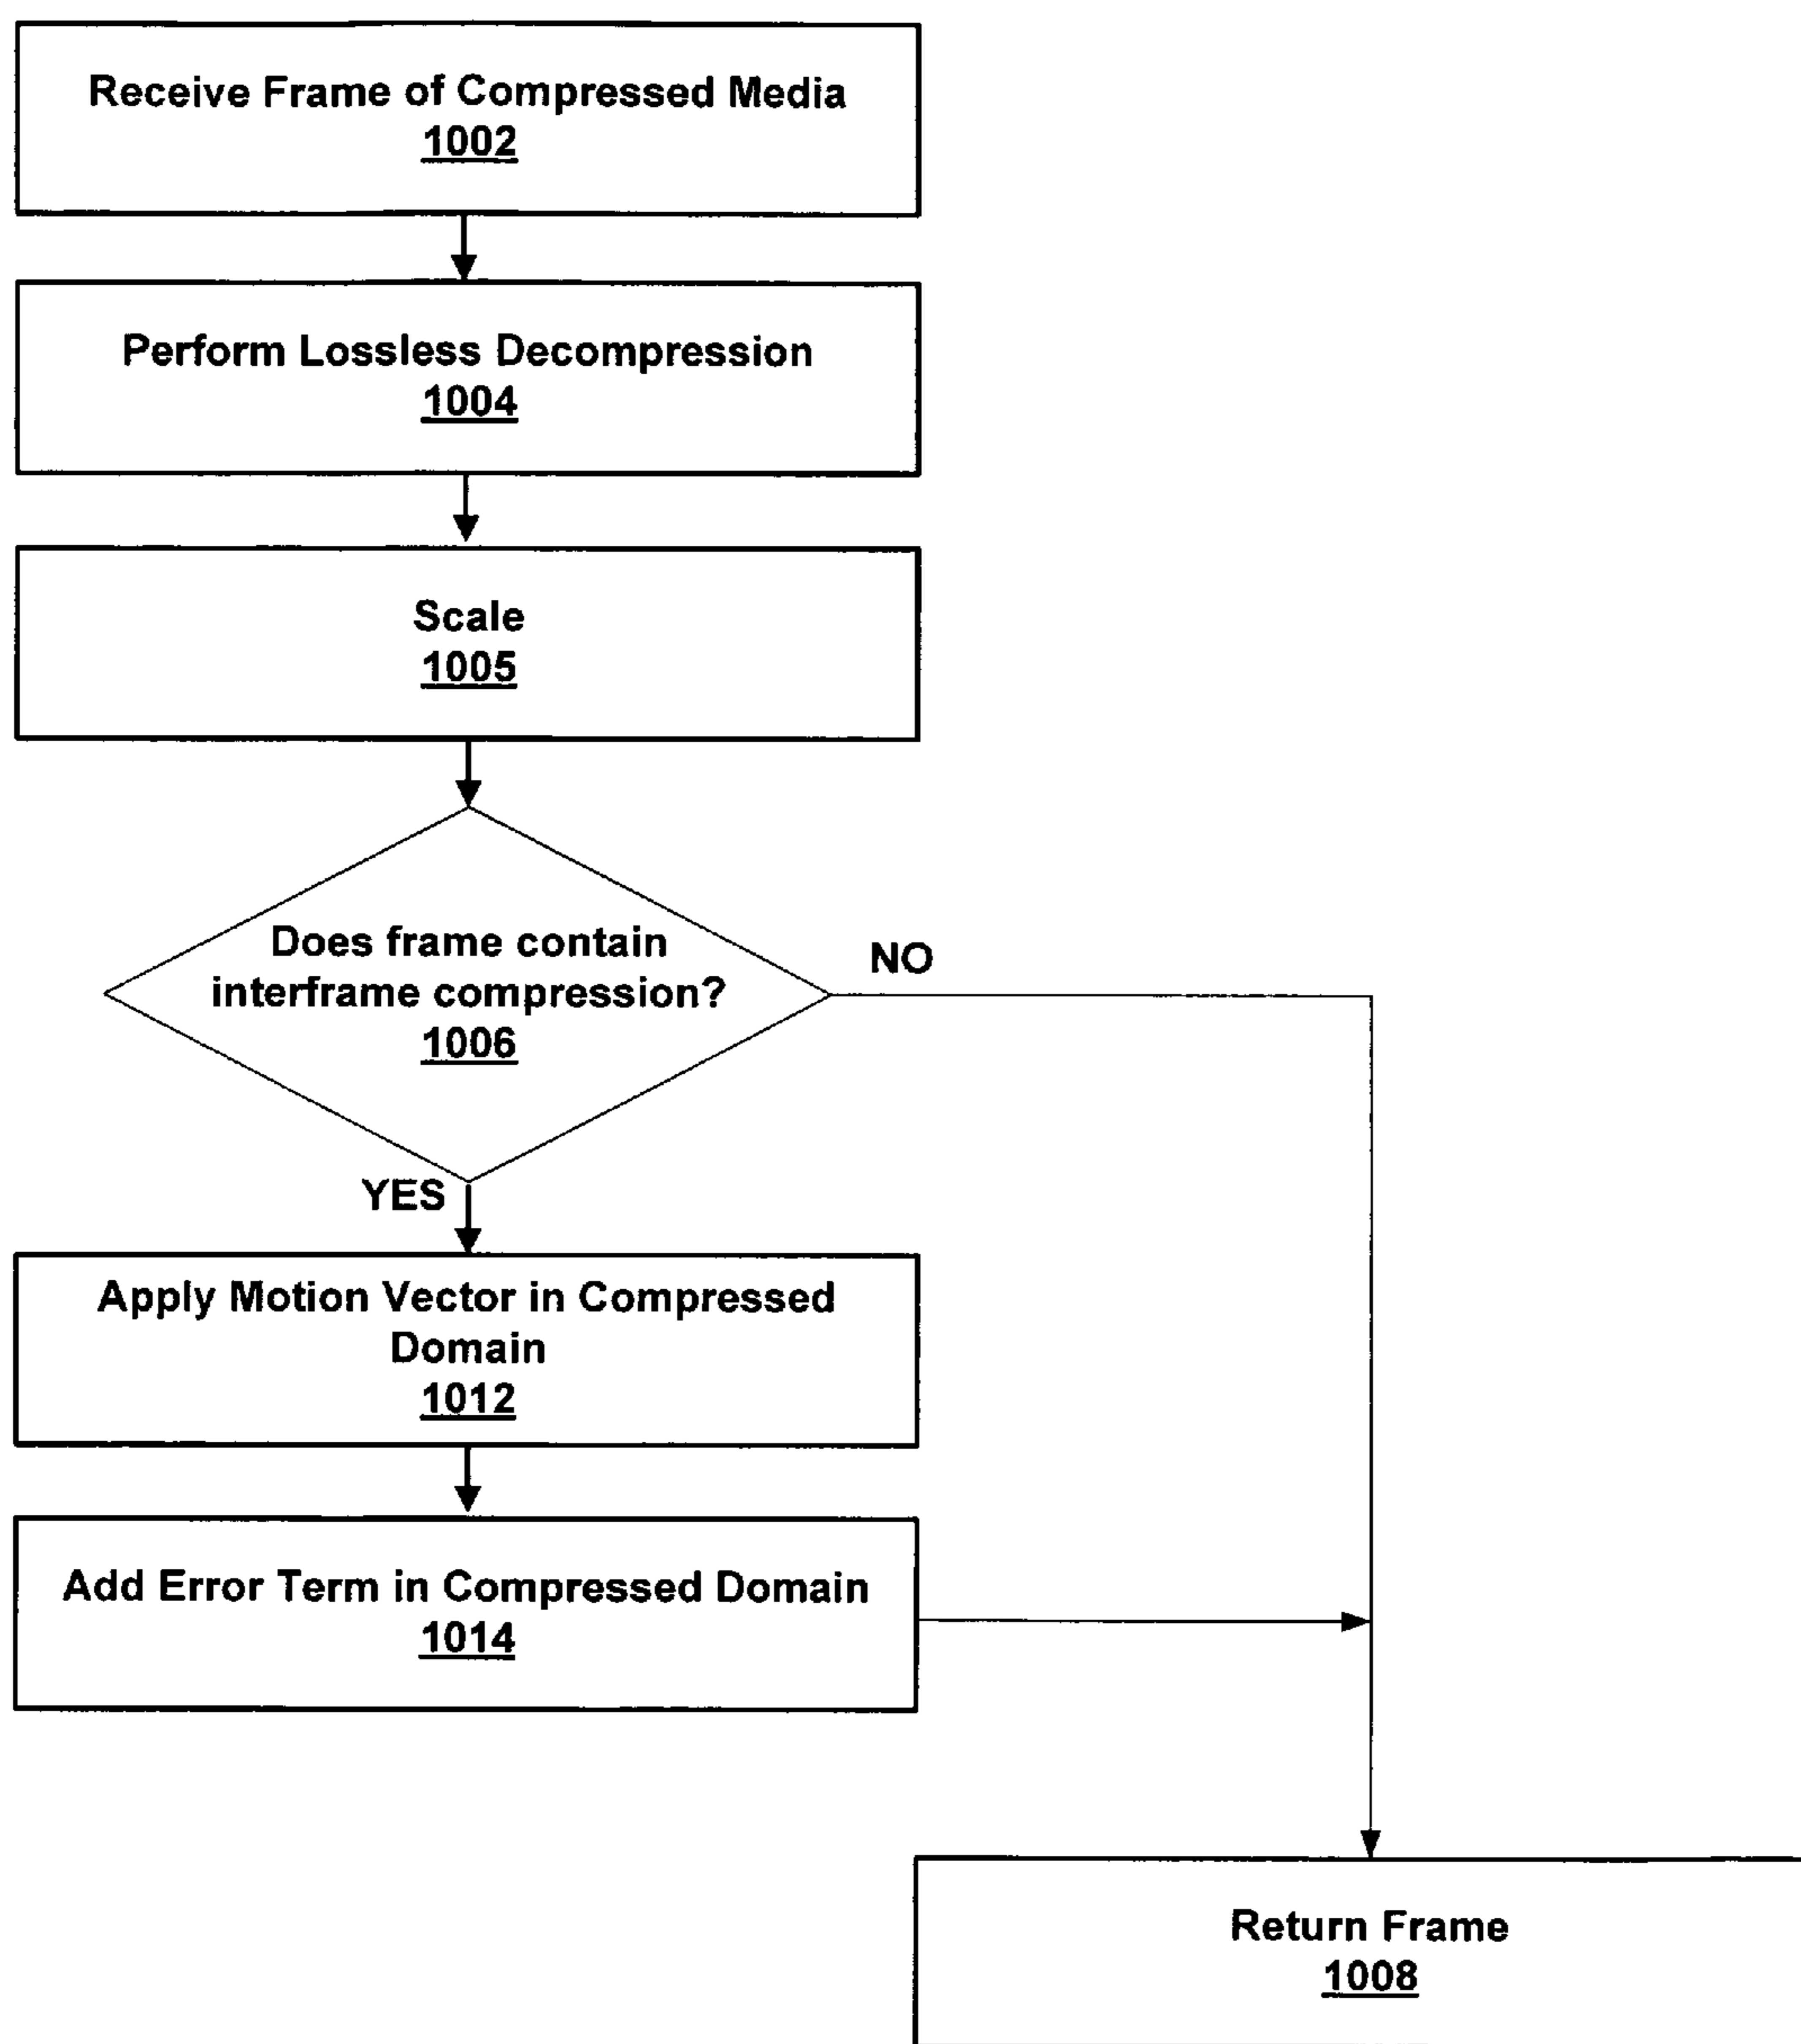 Receive Frame of Compressed Media
1002
Perform Lossless Decompression
1004
Scale
1005
Does frame contain
interframe compression?
1006
NO
YES
Apply Motion Vector in Compressed
Domain
1012
Add Error Term in Compressed Domain
1014
Return Frame
1008